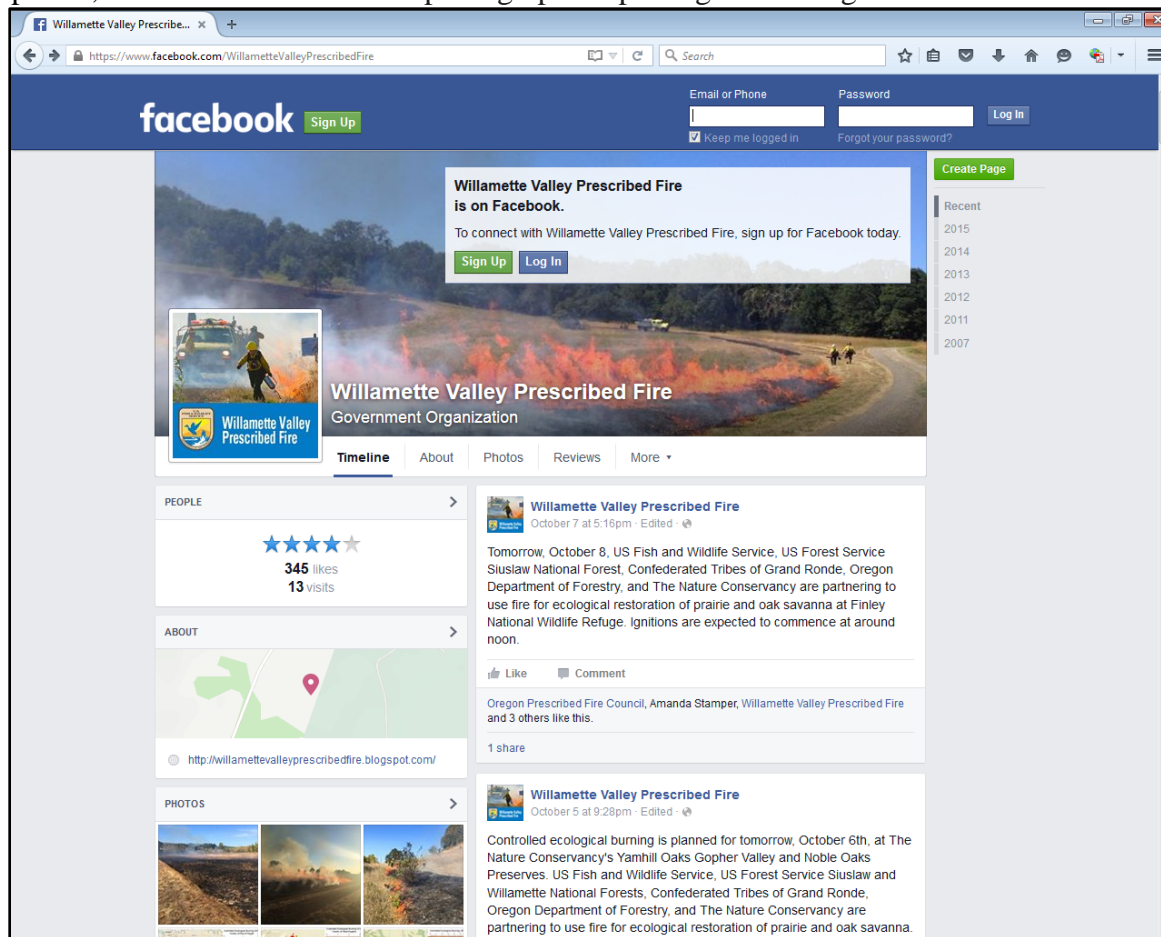 Willamette Valley Prescribe...
https://www.facebook.com/WillametteValleyPrescribedFire
Search
facebook
Sign Up
Email or Phone
Password
Log In
Keep me logged in
Forgot your password?
Willamette Valley Prescribed Fire
is on Facebook.
To connect with Willamette Valley Prescribed Fire, sign up for Facebook today.
Sign Up
Log In
Create Page
Recent
2015
2014
2013
2012
2011
2007
Willamette Valley
Prescribed Fire
Willamette Valley Prescribed Fire
Government Organization
Timeline
About
Photos
Reviews
More
PEOPLE
345 likes
13 visits
ABOUT
http://willamettevalleyprescribedfire.blogspot.com/
PHOTOS
Willamette Valley Prescribed Fire
October 7 at 5:16pm · Edited ·
Tomorrow, October 8, US Fish and Wildlife Service, US Forest Service
Siuslaw National Forest, Confederated Tribes of Grand Ronde, Oregon
Department of Forestry, and The Nature Conservancy are partnering to
use fire for ecological restoration of prairie and oak savanna at Finley
National Wildlife Refuge. Ignitions are expected to commence at around
noon.
Like
Comment
Oregon Prescribed Fire Council, Amanda Stamper, Willamette Valley Prescribed Fire
and 3 others like this.
1 share
Willamette Valley Prescribed Fire
October 5 at 9:28pm · Edited ·
Controlled ecological burning is planned for tomorrow, October 6th, at The
Nature Conservancy's Yamhill Oaks Gopher Valley and Noble Oaks
Preserves. US Fish and Wildlife Service, US Forest Service Siuslaw and
Willamette National Forests, Confederated Tribes of Grand Ronde,
Oregon Department of Forestry, and The Nature Conservancy are
partnering to use fire for ecological restoration of prairie and oak savanna.